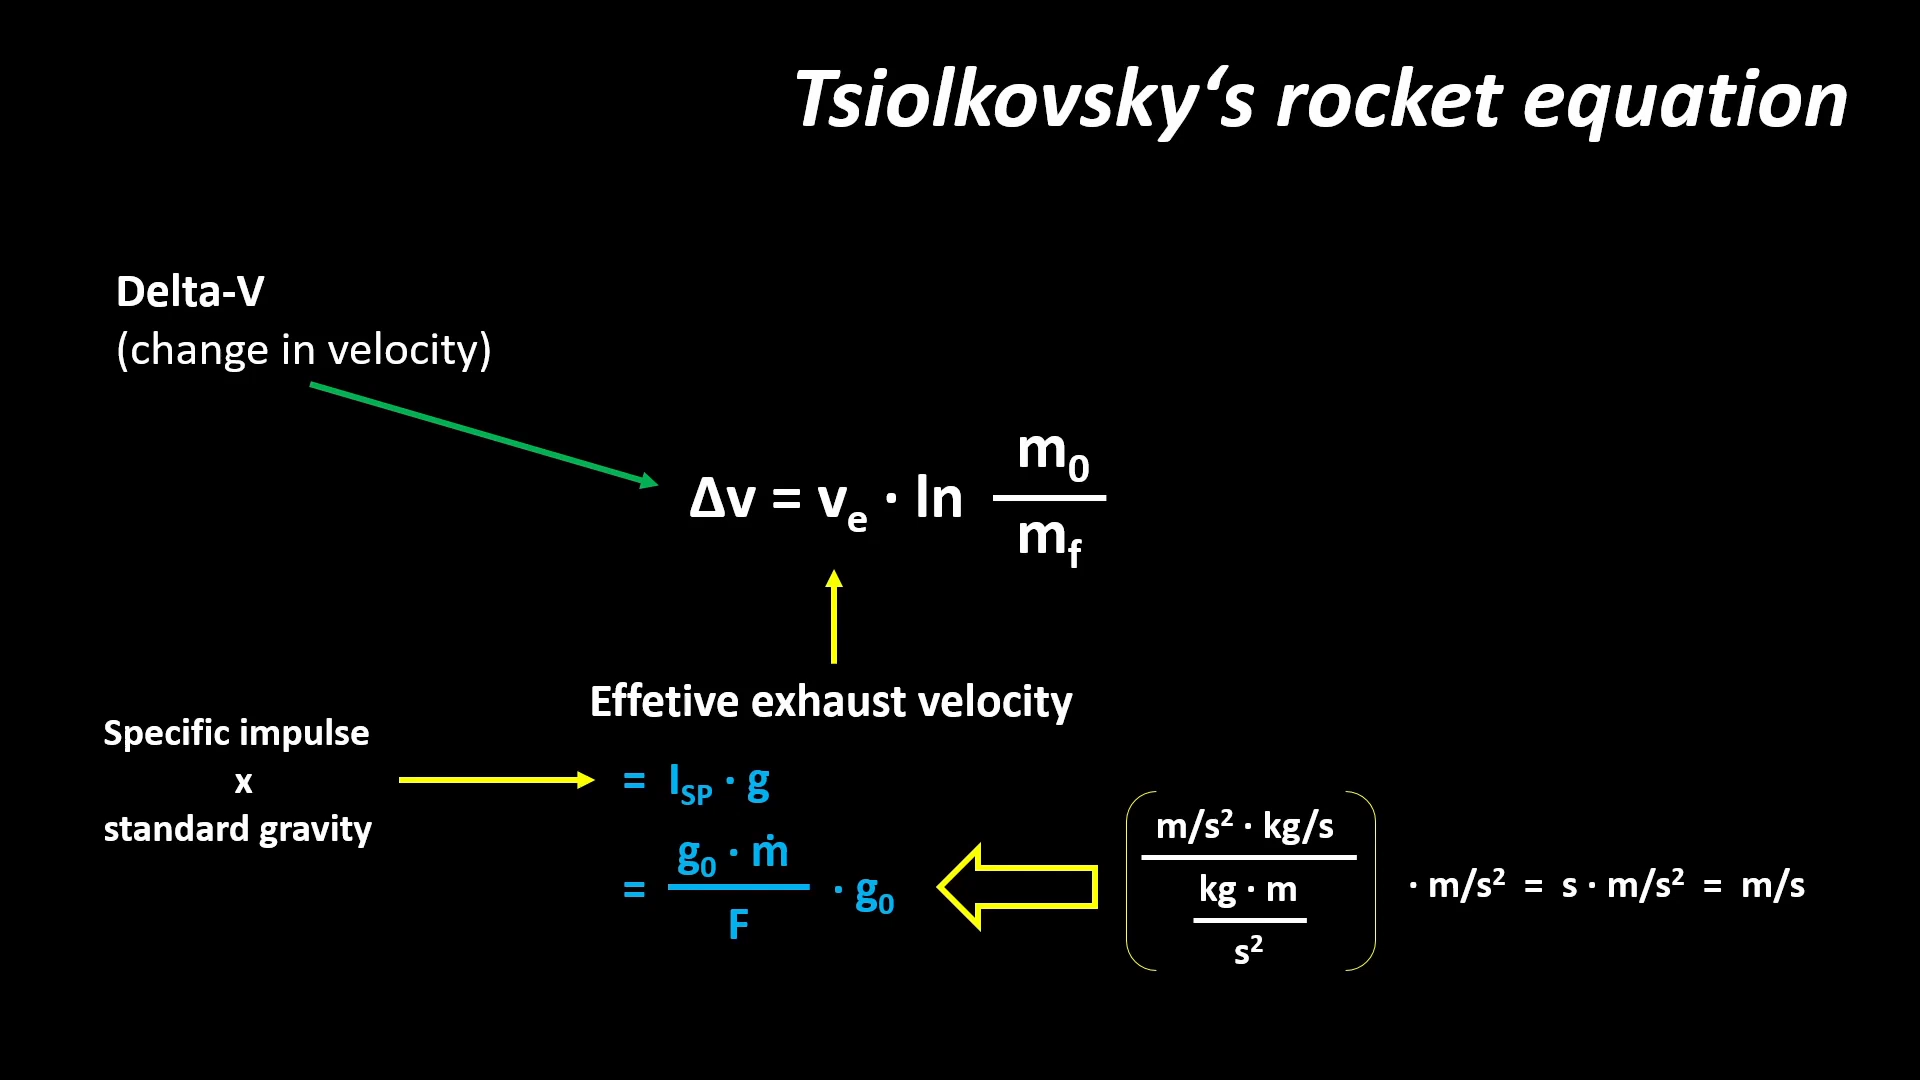 Tsiolkovsky‘s rocket equation
Delta-V
(change in velocity)
Δv = vₑ · ln m₀ / m_f
Effetive exhaust velocity
Specific impulse
x
standard gravity
= I_SP · g
= g₀ · ṁ / F · g₀
m/s² · kg/s / kg · m / s² · m/s² = s · m/s² = m/s